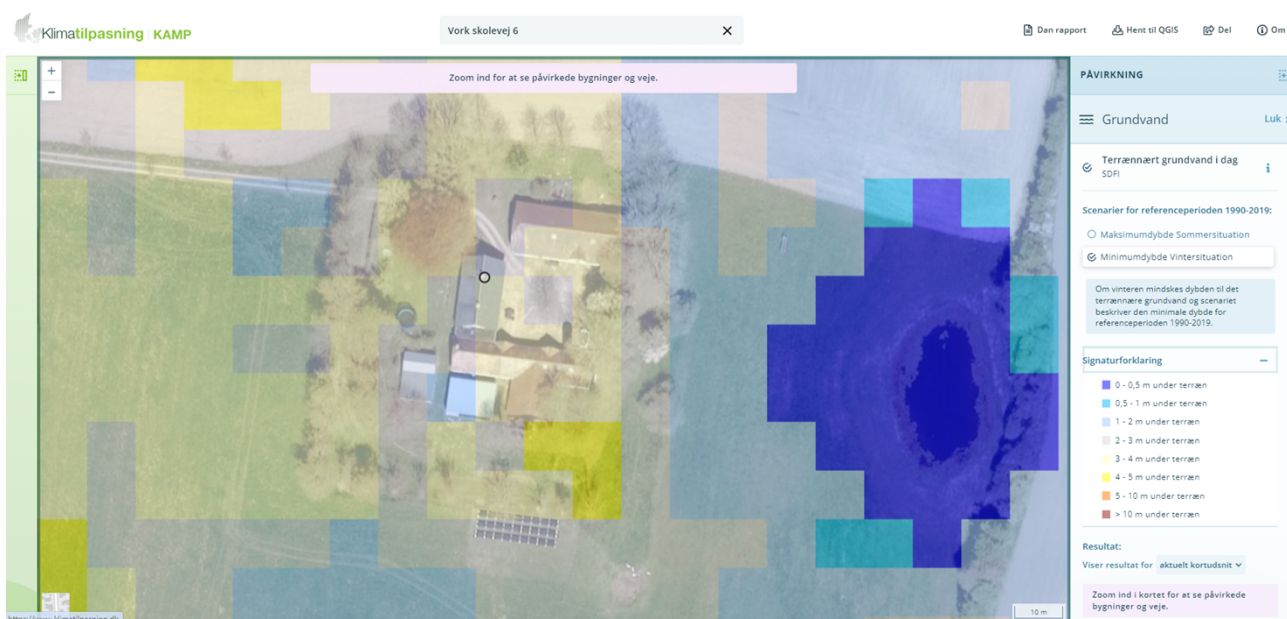 Klimatilpasning | KAMP
Vork skolevej 6
Dan rapport
Hent til QGIS
Del
Om
+
−
Zoom ind for at se påvirkede bygninger og veje.
PÅVIRKNING
Grundvand
Luk
Terrænnært grundvand i dag
SDFI
Scenarier for referenceperioden 1990-2019:
Maksimumdybde Sommersituation
Minimumdybde Vintersituation
Om vinteren mindskes dybden til det
terrænnære grundvand og scenariet
beskriver den minimale dybde for
referenceperioden 1990-2019.
Signaturforklaring
0 - 0,5 m under terræn
0,5 - 1 m under terræn
1 - 2 m under terræn
2 - 3 m under terræn
3 - 4 m under terræn
4 - 5 m under terræn
5 - 10 m under terræn
> 10 m under terræn
Resultat:
Viser resultat for aktuelt kortudsnit
Zoom ind i kortet for at se påvirkede
bygninger og veje.
10 m
https://www.klimatilpasning.dk